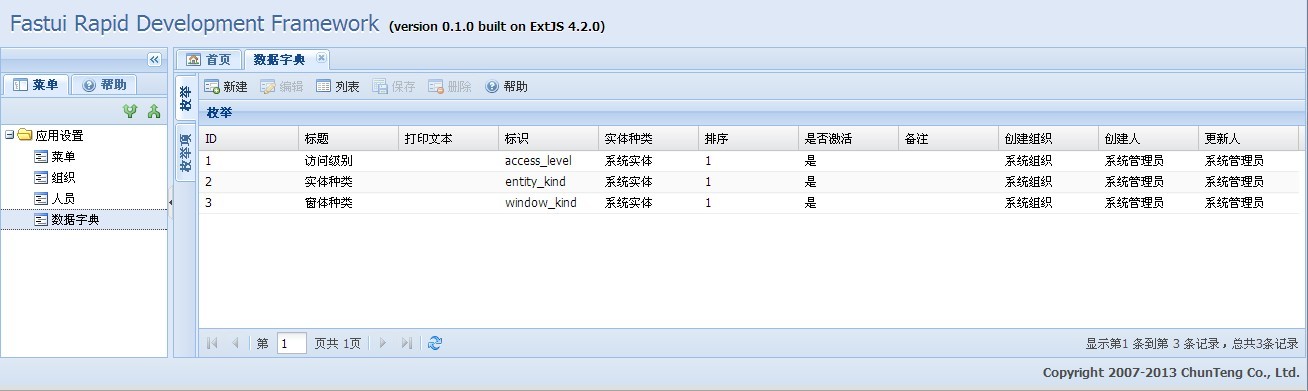 Fastui Rapid Development Framework (version 0.1.0 built on ExtJS 4.2.0)
首页 数据字典
菜单 帮助
枚举
枚举项
新建 编辑 列表 保存 删除 帮助
应用设置
菜单
组织
人员
数据字典
枚举
ID 标题 打印文本 标识 实体种类 排序 是否激活 备注 创建组织 创建人 更新人
1 访问级别 access_level 系统实体 1 是 系统组织 系统管理员 系统管理员
2 实体种类 entity_kind 系统实体 1 是 系统组织 系统管理员 系统管理员
3 窗体种类 window_kind 系统实体 1 是 系统组织 系统管理员 系统管理员
第 1 页共 1页 显示第1 条到第 3 条记录，总共3条记录
Copyright 2007-2013 ChunTeng Co., Ltd.